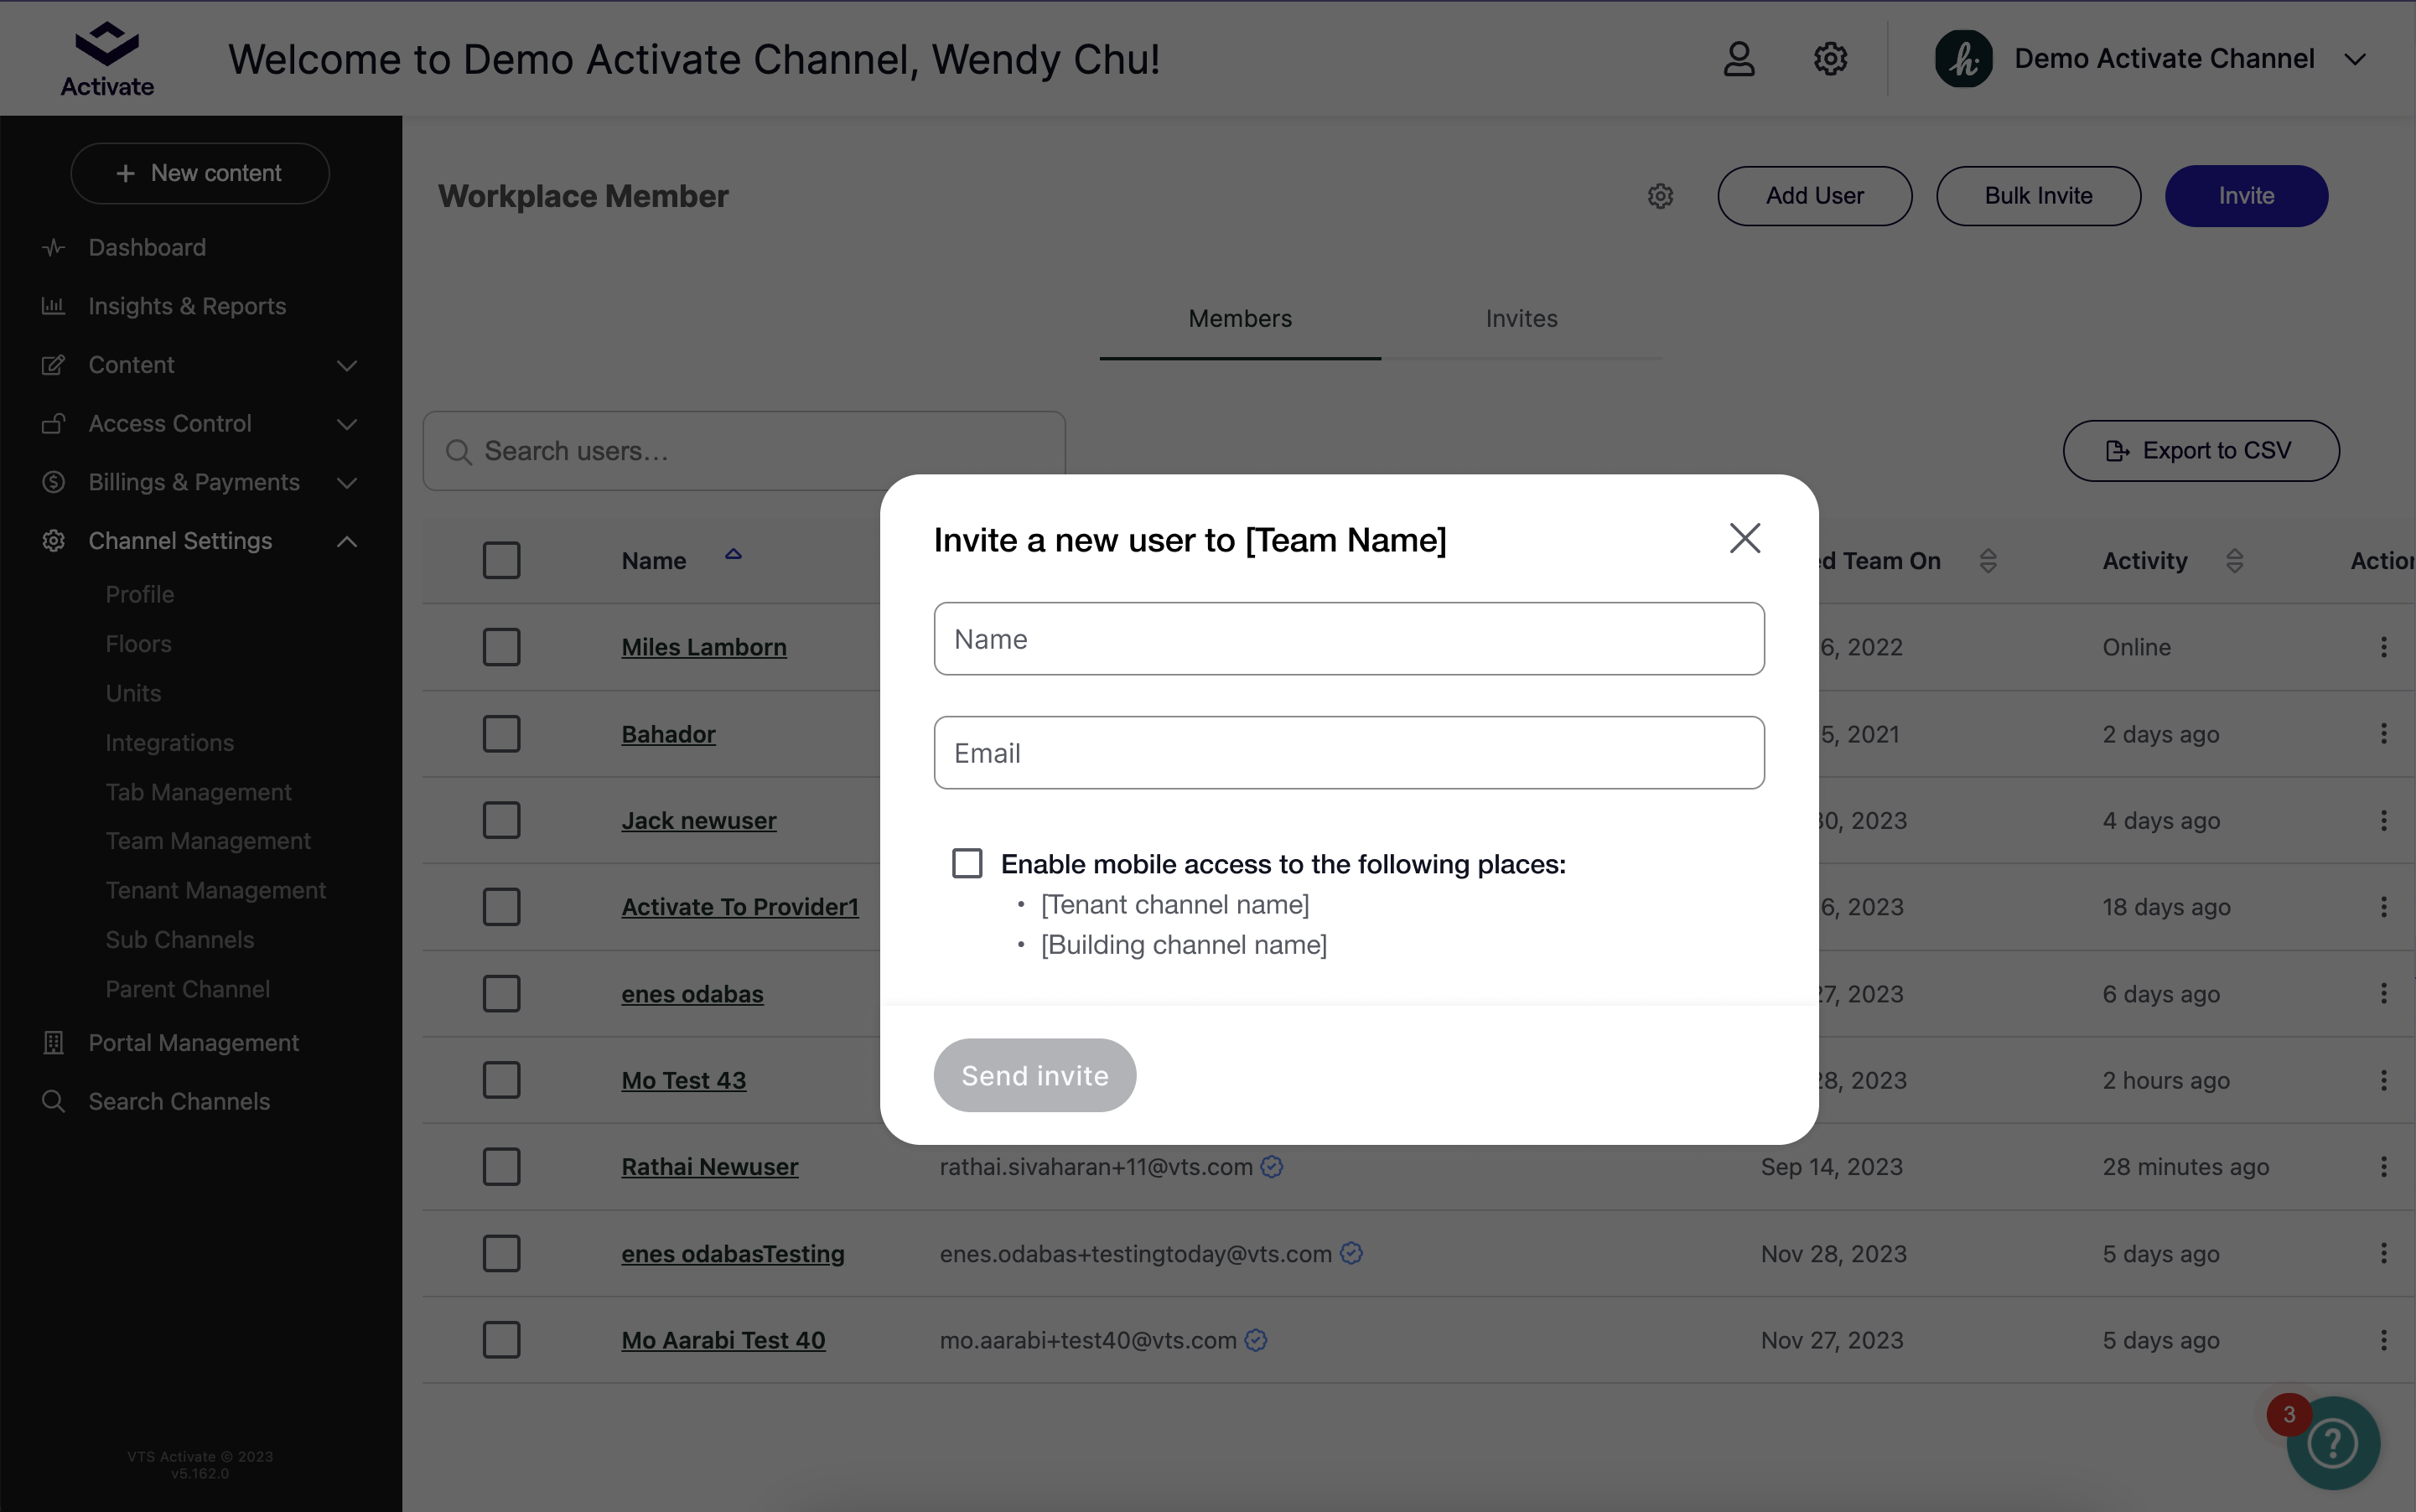 Activate
Welcome to Demo Activate Channel, Wendy Chu!
h.
Demo Activate Channel
+ New content
Dashboard
Insights & Reports
Content
Access Control
Billings & Payments
Channel Settings
Profile
Floors
Units
Integrations
Tab Management
Team Management
Tenant Management
Sub Channels
Parent Channel
Portal Management
Search Channels
VTS Activate © 2023
v5.162.0
Workplace Member
Add User
Bulk Invite
Invite
Members
Invites
Search users...
Export to CSV
Name
ed Team On
Activity
Action
Miles Lamborn
6, 2022
Online
Bahador
5, 2021
2 days ago
Jack newuser
30, 2023
4 days ago
Activate To Provider1
6, 2023
18 days ago
enes odabas
27, 2023
6 days ago
Mo Test 43
28, 2023
2 hours ago
Rathai Newuser
rathai.sivaharan+11@vts.com
Sep 14, 2023
28 minutes ago
enes odabasTesting
enes.odabas+testingtoday@vts.com
Nov 28, 2023
5 days ago
Mo Aarabi Test 40
mo.aarabi+test40@vts.com
Nov 27, 2023
5 days ago
Invite a new user to [Team Name]
Name
Email
Enable mobile access to the following places:
• [Tenant channel name]
• [Building channel name]
Send invite
3
?